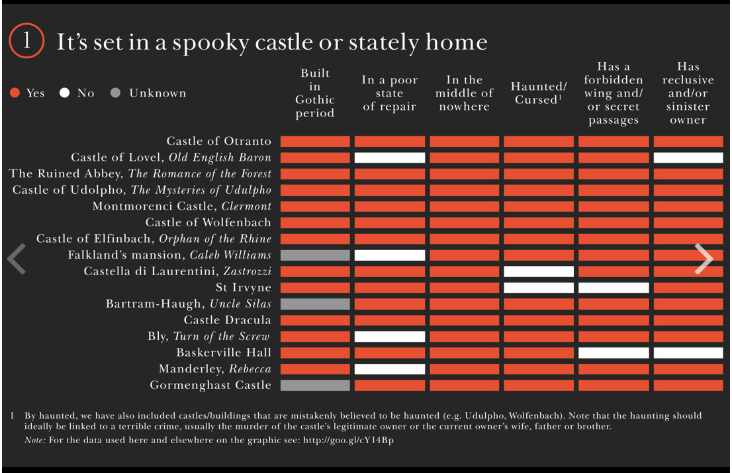 1 It's set in a spooky castle or stately home
Yes No Unknown
Built in Gothic period
In a poor state of repair
In the middle of nowhere
Haunted/ Cursed¹
Has a forbidden wing and/ or secret passages
Has reclusive and/or sinister owner
Castle of Otranto
Castle of Lovel, Old English Baron
The Ruined Abbey, The Romance of the Forest
Castle of Udolpho, The Mysteries of Udulpho
Montmorenci Castle, Clermont
Castle of Wolfenbach
Castle of Elfinbach, Orphan of the Rhine
Falkland's mansion, Caleb Williams
Castella di Laurentini, Zastrozzi
St Irvyne
Bartram-Haugh, Uncle Silas
Castle Dracula
Bly, Turn of the Screw
Baskerville Hall
Manderley, Rebecca
Gormenghast Castle
1 By haunted, we have also included castles/buildings that are mistakenly believed to be haunted (e.g. Udulpho, Wolfenbach). Note that the haunting should
ideally be linked to a terrible crime, usually the murder of the castle's legitimate owner or the current owner's wife, father or brother.
Note: For the data used here and elsewhere on the graphic see: http://goo.gl/cY14Bp